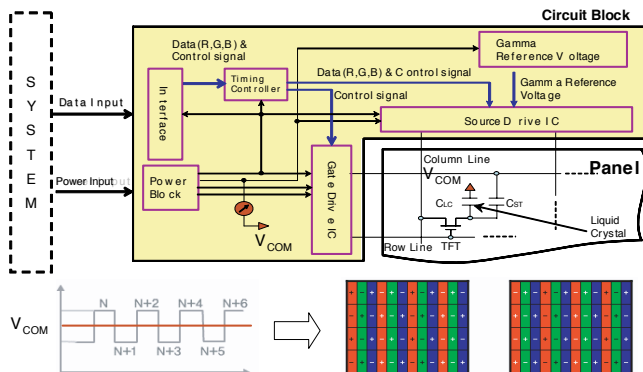 Circuit Block
SYSTEM
Data(R,G,B) &
Control signal
Gamma
Reference Voltage
Interface
Timing
Controller
Data(R,G,B) & Control signal
Control signal
Gamma Reference
Voltage
Data Input
Source Drive IC
Power Input
Power
Block
Gate Drive IC
VCOM
Column Line
VCOM
Panel
CLC
CST
Liquid
Crystal
Row Line
TFT
VCOM
N
N+2
N+4
N+6
N+1
N+3
N+5